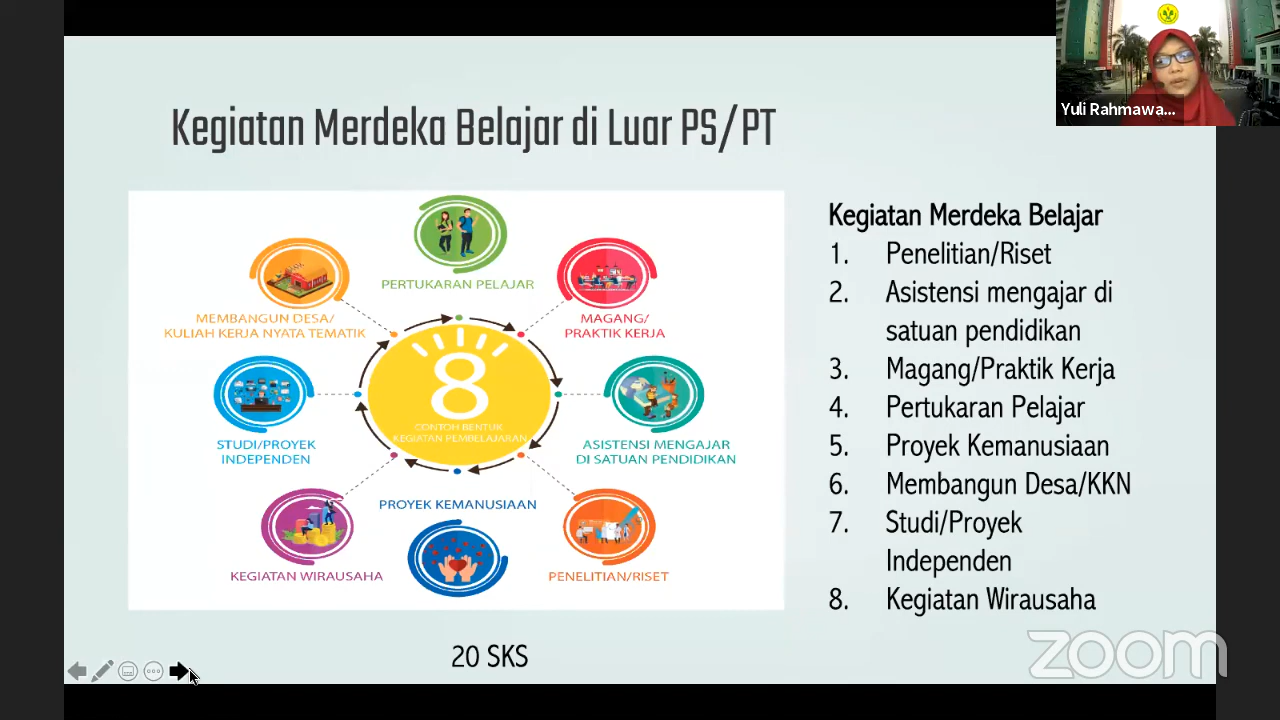 Yuli Rahmawa...
Kegiatan Merdeka Belajar di Luar PS/PT
PERTUKARAN PELAJAR
MEMBANGUN DESA/
KULIAH KERJA NYATA TEMATIK
MAGANG/
PRAKTIK KERJA
8
CONTOH BENTUK
KEGIATAN PEMBELAJARAN
STUDI/PROYEK
INDEPENDEN
ASISTENSI MENGAJAR
DI SATUAN PENDIDIKAN
PROYEK KEMANUSIAAN
KEGIATAN WIRAUSAHA
PENELITIAN/RISET
Kegiatan Merdeka Belajar
1. Penelitian/Riset
2. Asistensi mengajar di
satuan pendidikan
3. Magang/Praktik Kerja
4. Pertukaran Pelajar
5. Proyek Kemanusiaan
6. Membangun Desa/KKN
7. Studi/Proyek
Independen
8. Kegiatan Wirausaha
20 SKS
zoom